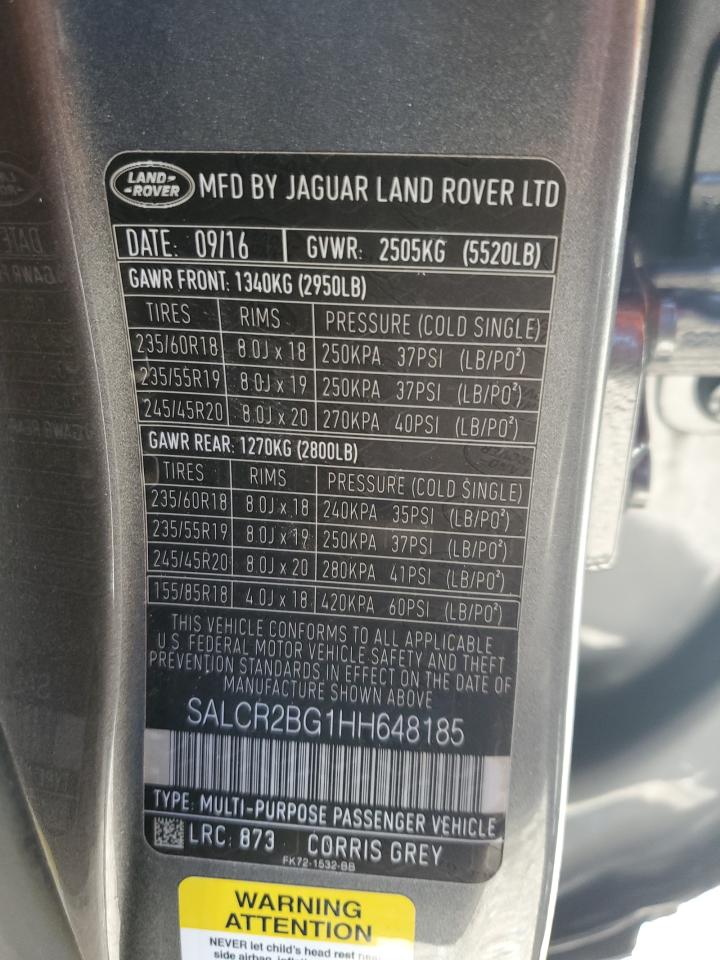 LAND-
-ROVER
MFD BY JAGUAR LAND ROVER LTD
DATE: 09/16 GVWR: 2505KG (5520LB)
GAWR FRONT: 1340KG (2950LB)
TIRES RIMS PRESSURE (COLD SINGLE)
235/60R18 8.0J x 18 250KPA 37PSI (LB/PO²)
235/55R19 8.0J x 19 250KPA 37PSI (LB/PO²)
245/45R20 8.0J x 20 270KPA 40PSI (LB/PO²)
GAWR REAR: 1270KG (2800LB)
TIRES RIMS PRESSURE (COLD SINGLE)
235/60R18 8.0J x 18 240KPA 35PSI (LB/PO²)
235/55R19 8.0J x 19 250KPA 37PSI (LB/PO²)
245/45R20 8.0J x 20 280KPA 41PSI (LB/PO²)
155/85R18 4.0J x 18 420KPA 60PSI (LB/PO²)
THIS VEHICLE CONFORMS TO ALL APPLICABLE
U.S. FEDERAL MOTOR VEHICLE SAFETY AND THEFT
PREVENTION STANDARDS IN EFFECT ON THE DATE OF
MANUFACTURE SHOWN ABOVE
SALCR2BG1HH648185
TYPE: MULTI-PURPOSE PASSENGER VEHICLE
LRC: 873 CORRIS GREY
FK72-1532-BB
WARNING
ATTENTION
NEVER let child's head rest near
side airbag,